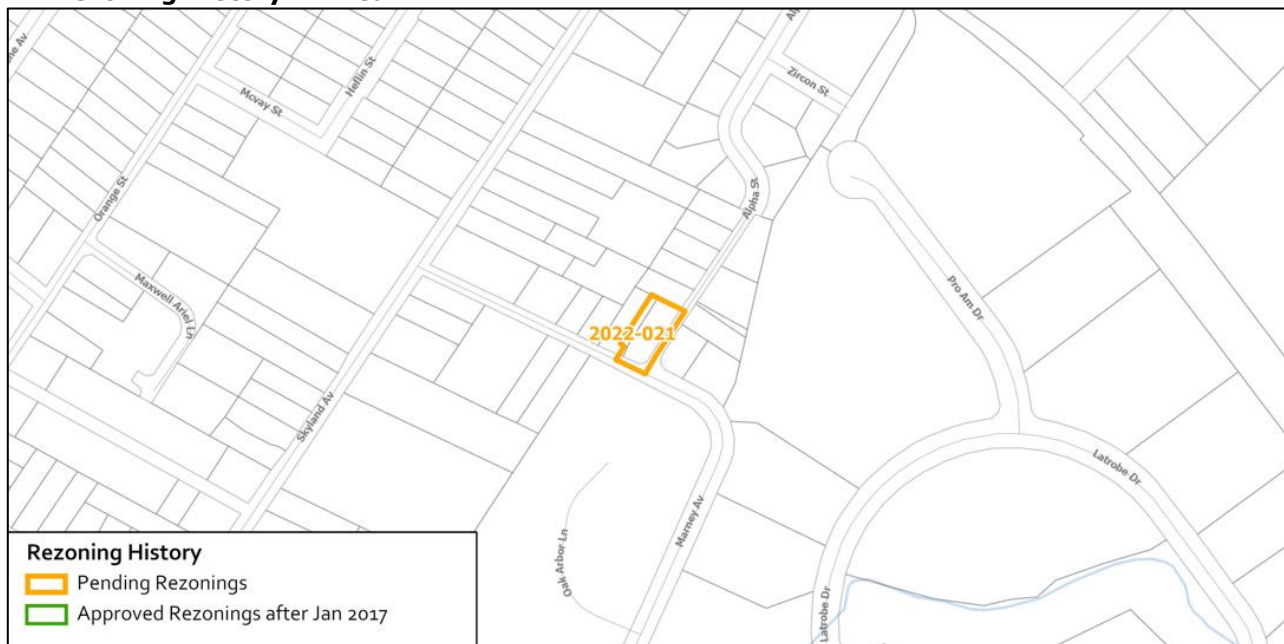 Mcvay St
Heflin St
Zircon St
Orange St
Alpha St
Maxwell Ariel Ln
Pro Am Dr
2022-021
Skyland Av
Latrobe Dr
Marney Av
Oak Arbor Ln
Latrobe Dr
Rezoning History
Pending Rezonings
Approved Rezonings after Jan 2017